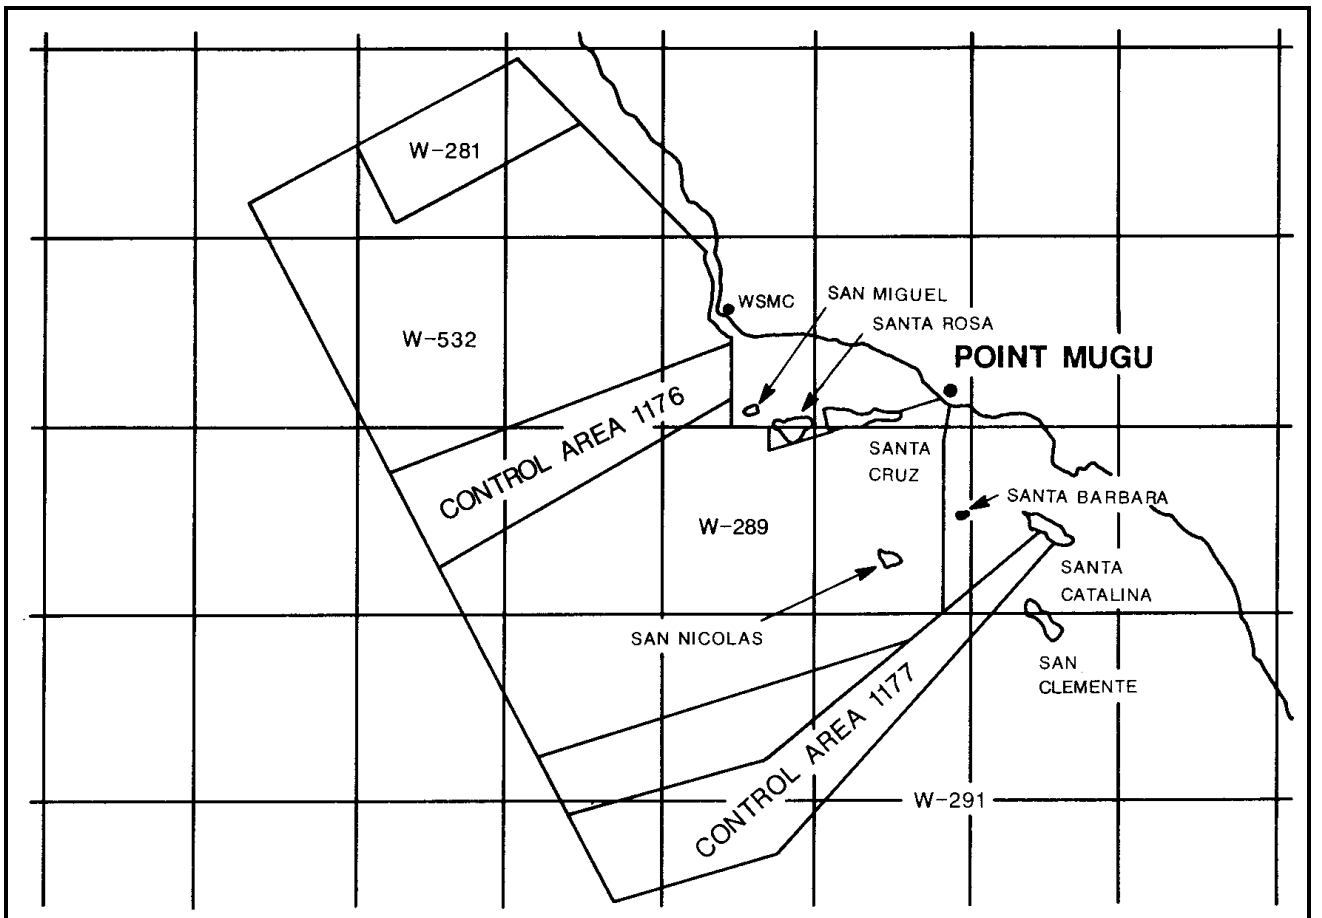 W-281
WSMC
SAN MIGUEL
SANTA ROSA
W-532
POINT MUGU
CONTROL AREA 1176
SANTA
CRUZ
SANTA BARBARA
W-289
SANTA
CATALINA
SAN NICOLAS
SAN
CLEMENTE
CONTROL AREA 1177
W-291